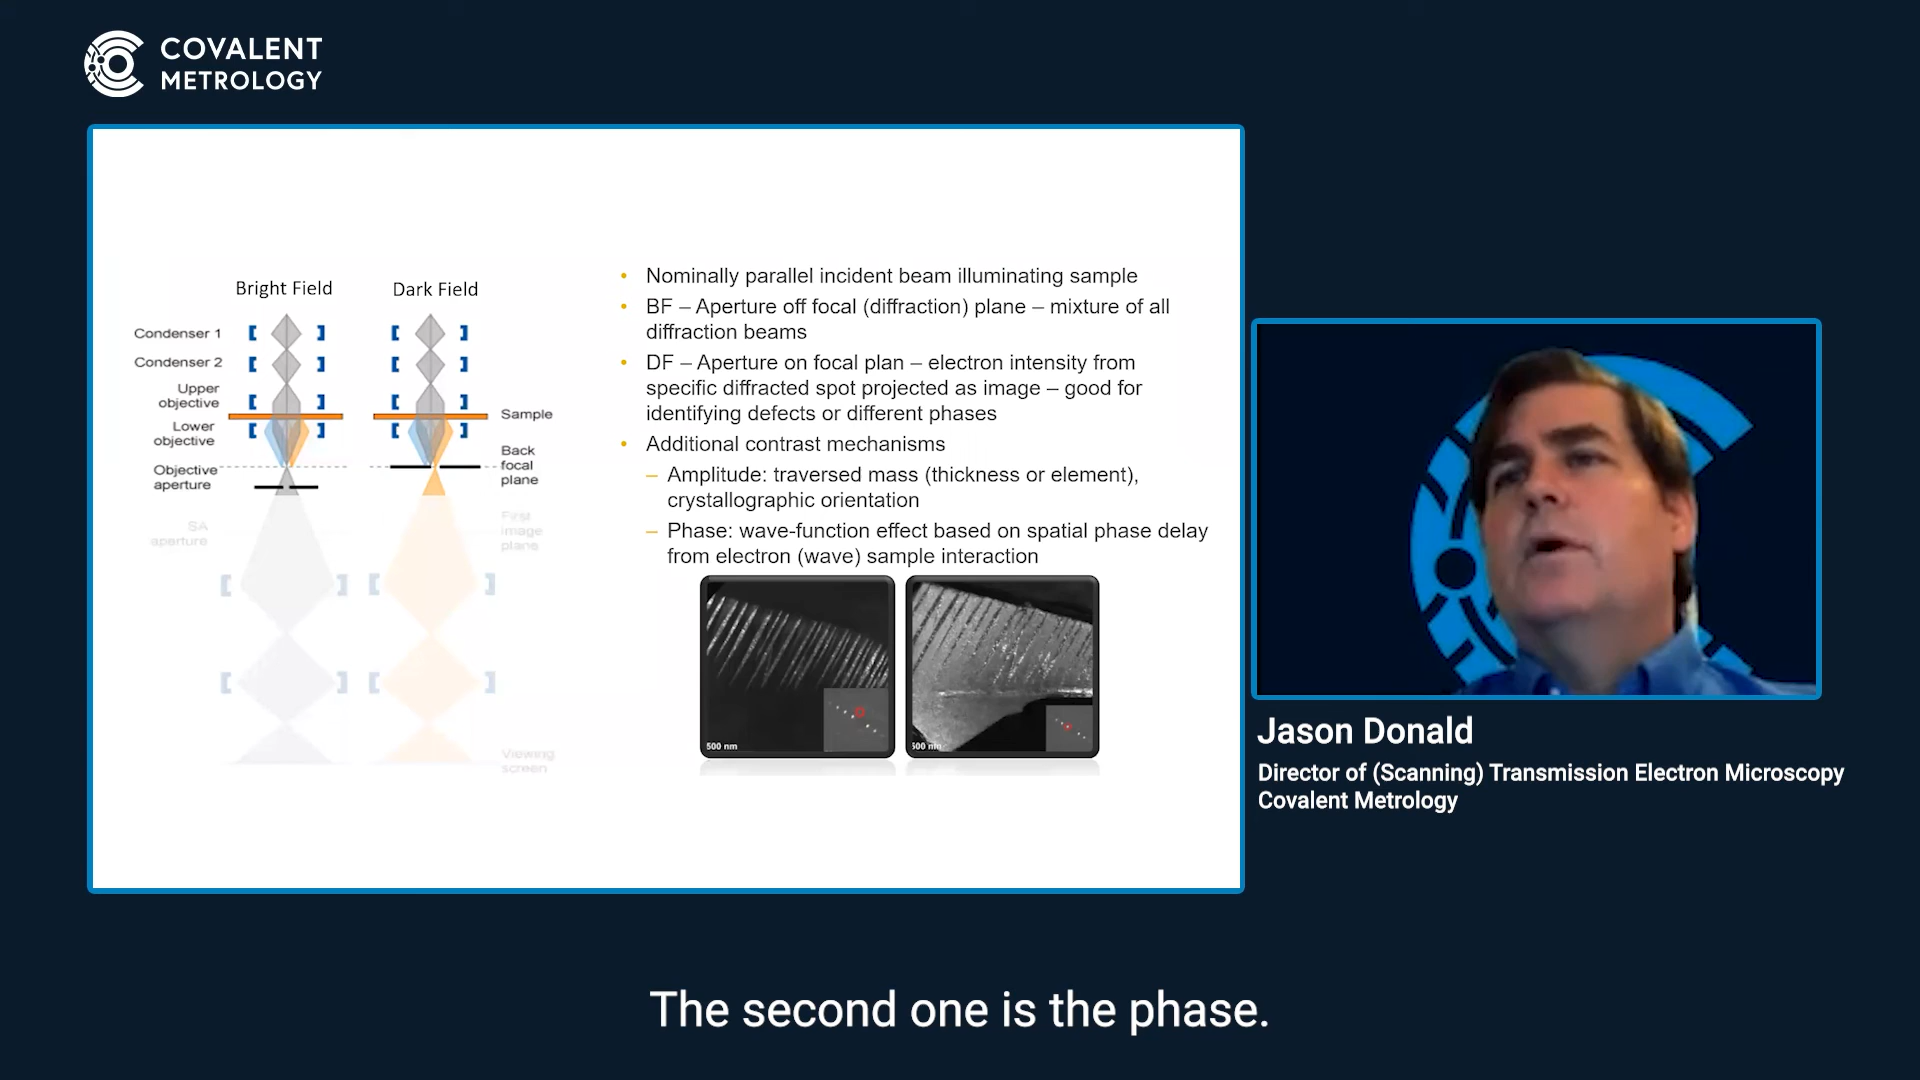 COVALENT
METROLOGY
Bright Field
Dark Field
Condenser 1
Condenser 2
Upper
objective
Sample
Lower
objective
Back
focal
plane
Objective
aperture
SA
aperture
First
image
plane
Viewing
screen
• Nominally parallel incident beam illuminating sample
• BF – Aperture off focal (diffraction) plane – mixture of all
diffraction beams
• DF – Aperture on focal plan – electron intensity from
specific diffracted spot projected as image – good for
identifying defects or different phases
• Additional contrast mechanisms
– Amplitude: traversed mass (thickness or element),
crystallographic orientation
– Phase: wave-function effect based on spatial phase delay
from electron (wave) sample interaction
500 nm
500 nm
Jason Donald
Director of (Scanning) Transmission Electron Microscopy
Covalent Metrology
The second one is the phase.